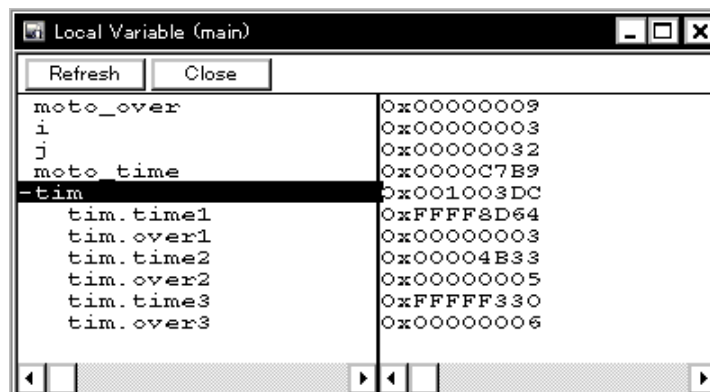 Local Variable (main)
Refresh Close
moto_over 0x00000009
i 0x00000003
j 0x00000032
moto_time 0x0000C7B9
-tim 0x001003DC
tim.time1 0xFFFF8D64
tim.over1 0x00000003
tim.time2 0x00004B33
tim.over2 0x00000005
tim.time3 0xFFFFF330
tim.over3 0x00000006